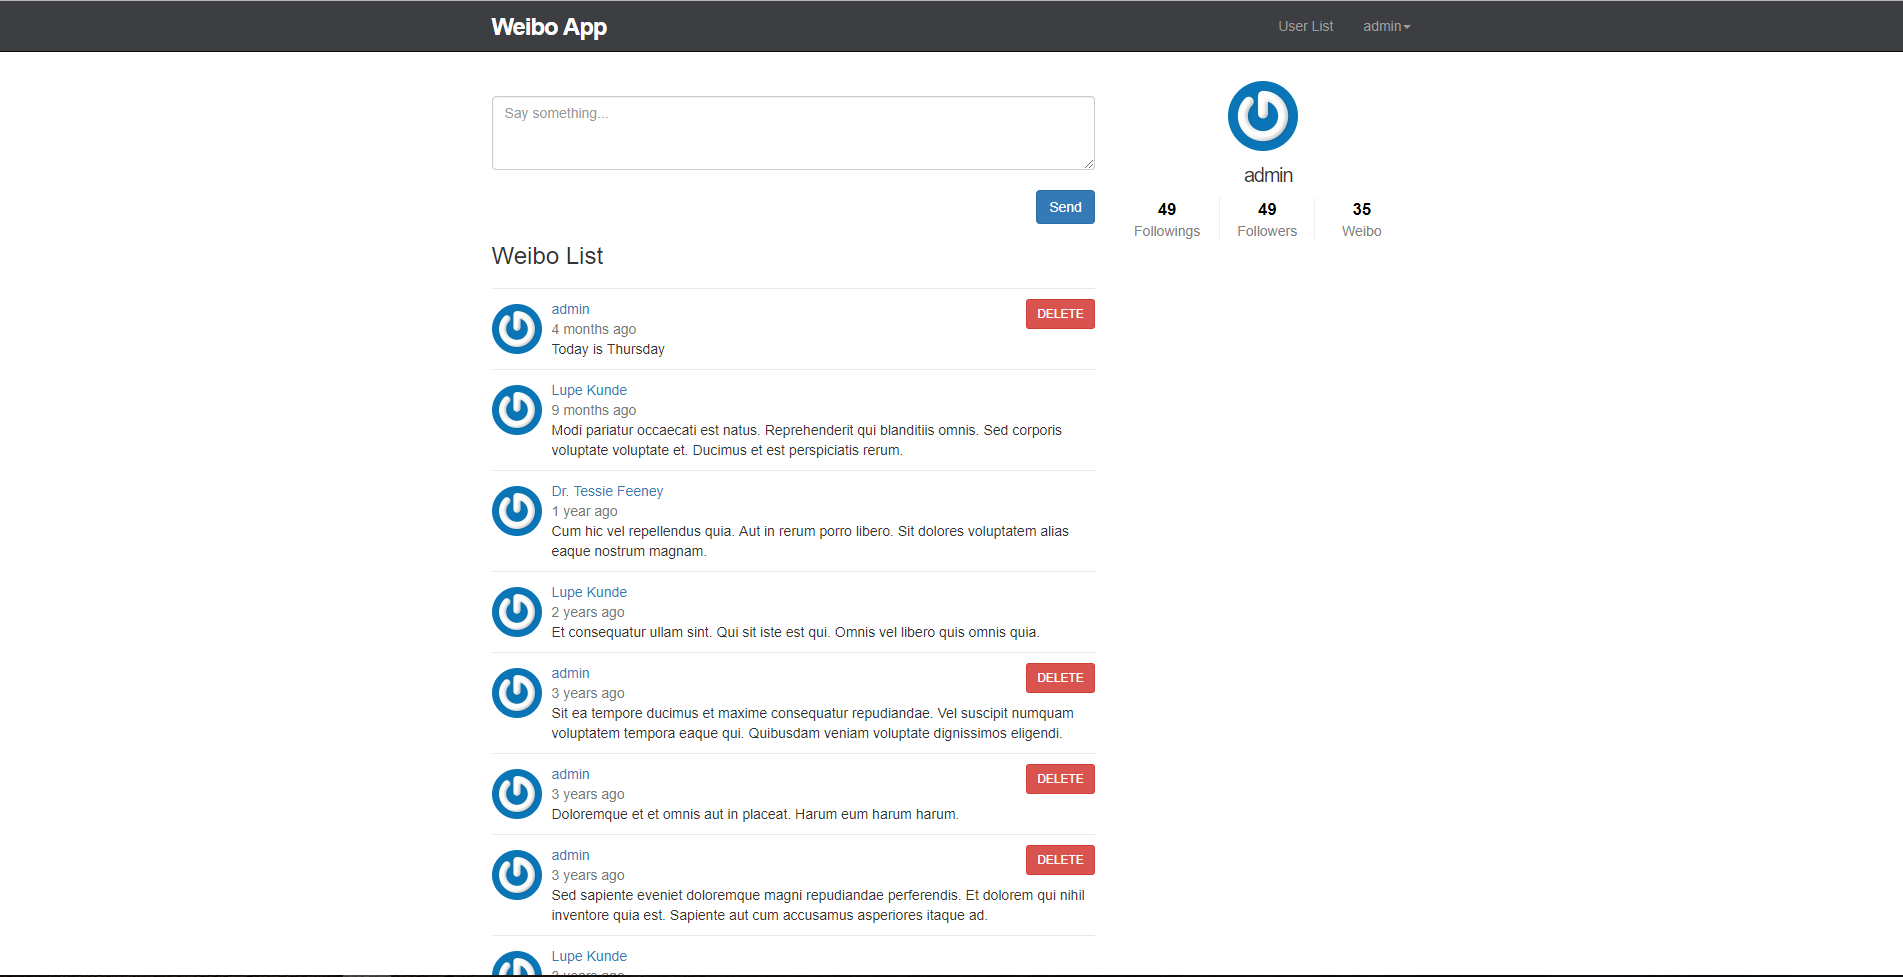 Weibo App
User List
admin
Say something...
Send
admin
49
49
35
Followings
Followers
Weibo
Weibo List
admin
DELETE
4 months ago
Today is Thursday
Lupe Kunde
9 months ago
Modi pariatur occaecati est natus. Reprehenderit qui blanditiis omnis. Sed corporis
voluptate voluptate et. Ducimus et est perspiciatis rerum.
Dr. Tessie Feeney
1 year ago
Cum hic vel repellendus quia. Aut in rerum porro libero. Sit dolores voluptatem alias
eaque nostrum magnam.
Lupe Kunde
2 years ago
Et consequatur ullam sint. Qui sit iste est qui. Omnis vel libero quis omnis quia.
admin
DELETE
3 years ago
Sit ea tempore ducimus et maxime consequatur repudiandae. Vel suscipit numquam
voluptatem tempora eaque qui. Quibusdam veniam voluptate dignissimos eligendi.
admin
DELETE
3 years ago
Doloremque et et omnis aut in placeat. Harum eum harum harum.
admin
DELETE
3 years ago
Sed sapiente eveniet doloremque magni repudiandae perferendis. Et dolorem qui nihil
inventore quia est. Sapiente aut cum accusamus asperiores itaque ad.
Lupe Kunde
years ago